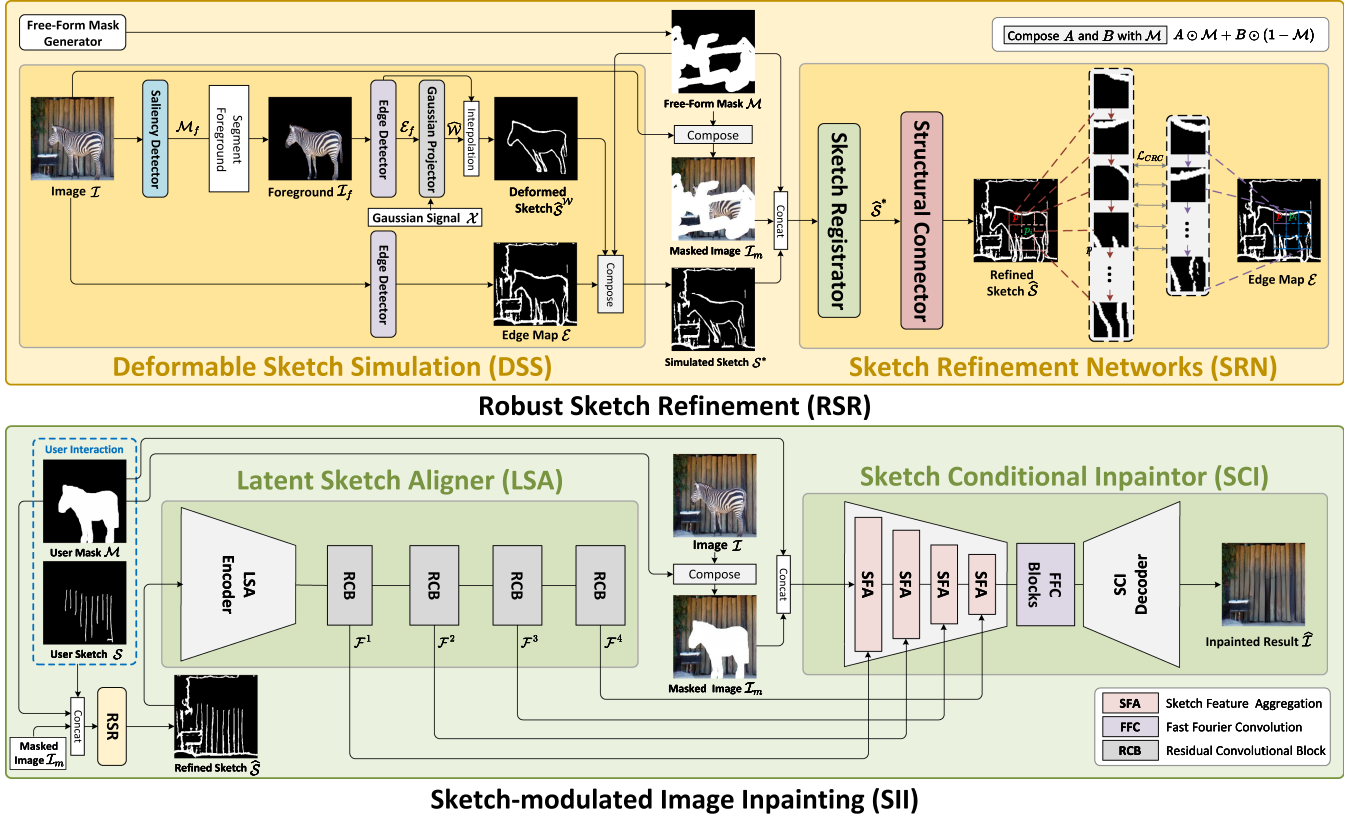 Free-Form Mask
Generator
Compose A and B with M A ⊙ M + B ⊙ (1 − M)
Image I
Saliency Detector
M_f
Segment
Foreground
Foreground I_f
Edge Detector
E_f
Gaussian Projector
Ŵ
Interpolation
Gaussian Signal X
Deformed
Sketch Ŝ^W
Edge Detector
Edge Map E
Compose
Free-Form Mask M
Compose
Masked Image I_m
Simulated Sketch S*
Concat
Sketch Registrator
Ŝ*
Structural Connector
Refined
Sketch Ŝ
L_CRC
Edge Map E
Deformable Sketch Simulation (DSS)
Sketch Refinement Networks (SRN)
Robust Sketch Refinement (RSR)
User Interaction
User Mask M
User Sketch S
Concat
Masked
Image I_m
RSR
Refined Sketch Ŝ
Latent Sketch Aligner (LSA)
LSA
Encoder
RCB
RCB
RCB
RCB
F^1
F^2
F^3
F^4
Image I
Compose
Masked Image I_m
Concat
Sketch Conditional Inpaintor (SCI)
SFA
SFA
SFA
SFA
FFC
Blocks
SCI
Decoder
Inpainted Result Î
SFA Sketch Feature Aggregation
FFC Fast Fourier Convolution
RCB Residual Convolutional Block
Sketch-modulated Image Inpainting (SII)